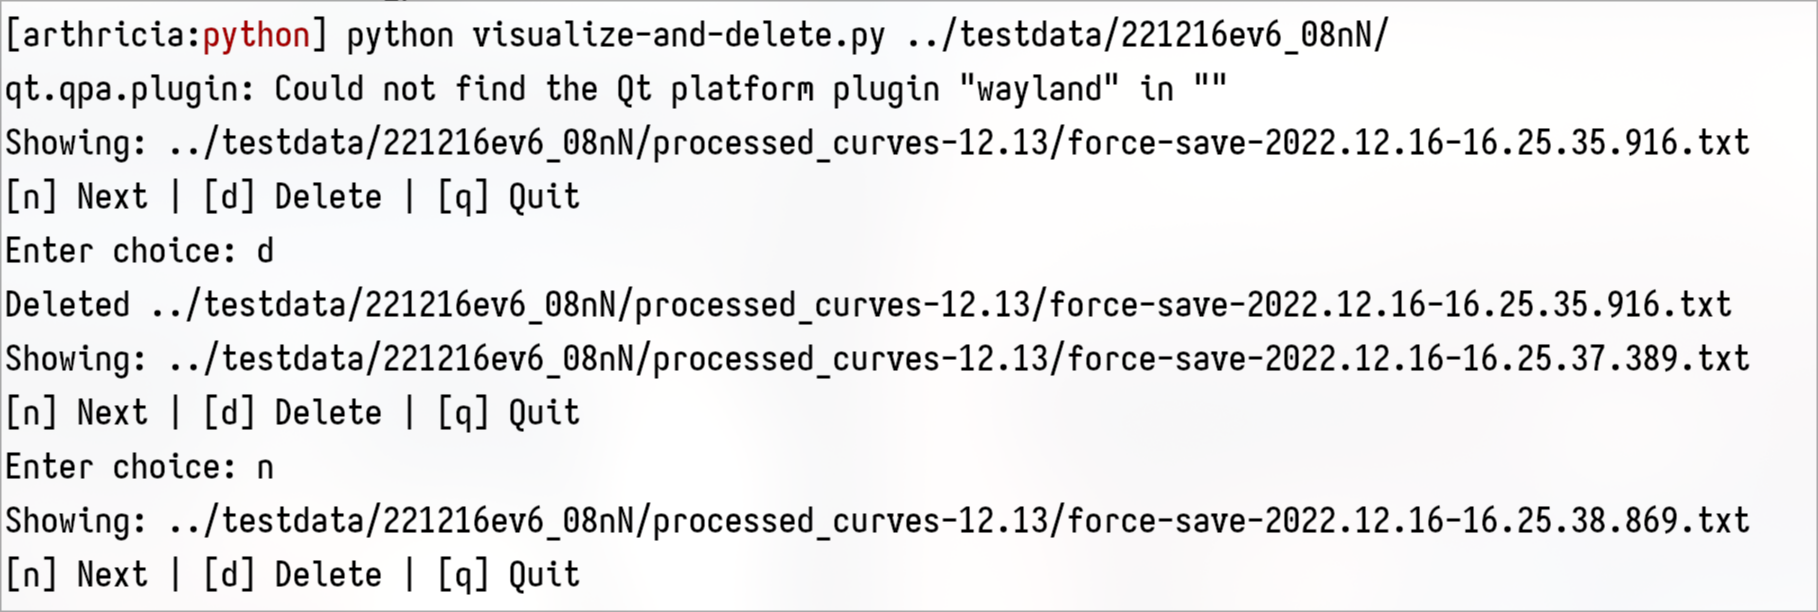 [arthricia:python] python visualize-and-delete.py ../testdata/221216ev6_08nN/
qt.qpa.plugin: Could not find the Qt platform plugin "wayland" in ""
Showing: ../testdata/221216ev6_08nN/processed_curves-12.13/force-save-2022.12.16-16.25.35.916.txt
[n] Next | [d] Delete | [q] Quit
Enter choice: d
Deleted ../testdata/221216ev6_08nN/processed_curves-12.13/force-save-2022.12.16-16.25.35.916.txt
Showing: ../testdata/221216ev6_08nN/processed_curves-12.13/force-save-2022.12.16-16.25.37.389.txt
[n] Next | [d] Delete | [q] Quit
Enter choice: n
Showing: ../testdata/221216ev6_08nN/processed_curves-12.13/force-save-2022.12.16-16.25.38.869.txt
[n] Next | [d] Delete | [q] Quit